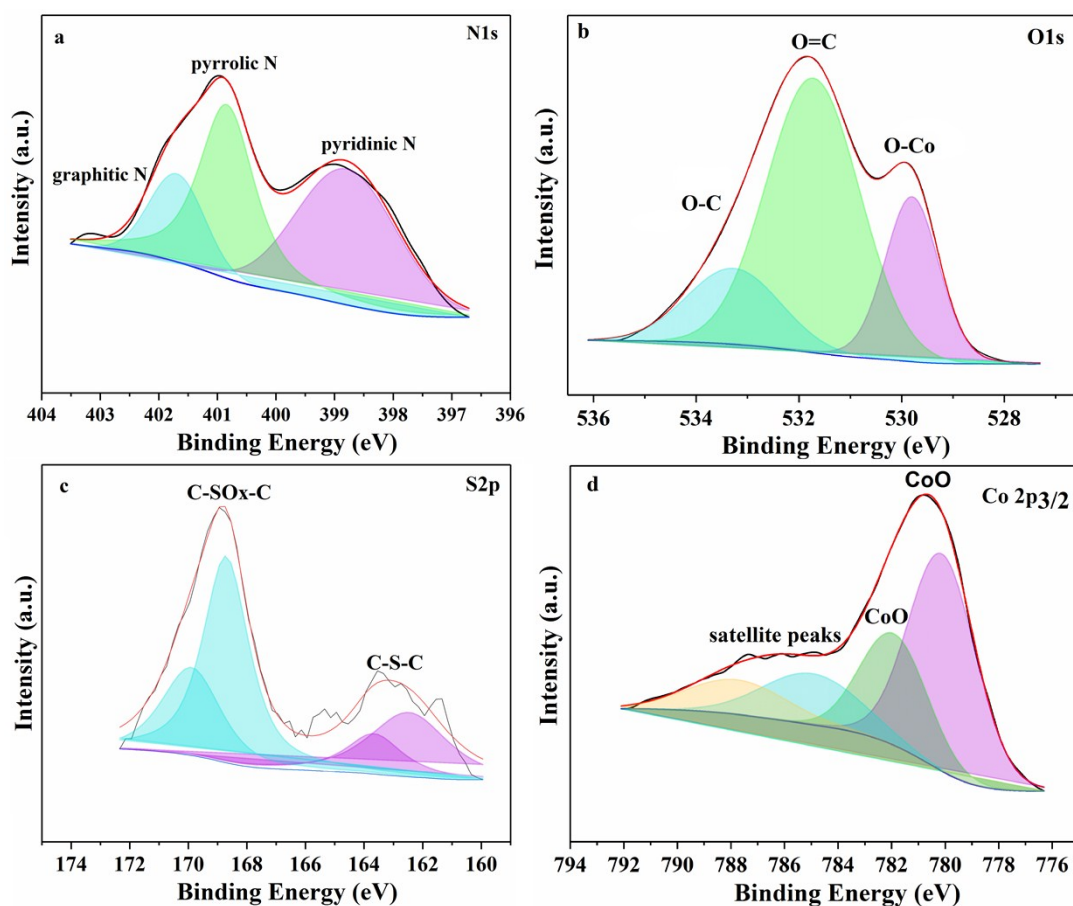 a
N1s
pyrrolic N
pyridinic N
graphitic N
Intensity (a.u.)
404 403 402 401 400 399 398 397 396
Binding Energy (eV)
b
O1s
O=C
O-Co
O-C
Intensity (a.u.)
536 534 532 530 528
Binding Energy (eV)
c
S2p
C-SOx-C
C-S-C
Intensity (a.u.)
174 172 170 168 166 164 162 160
Binding Energy (eV)
d
CoO
Co 2p3/2
CoO
satellite peaks
Intensity (a.u.)
794 792 790 788 786 784 782 780 778 776
Binding Energy (eV)